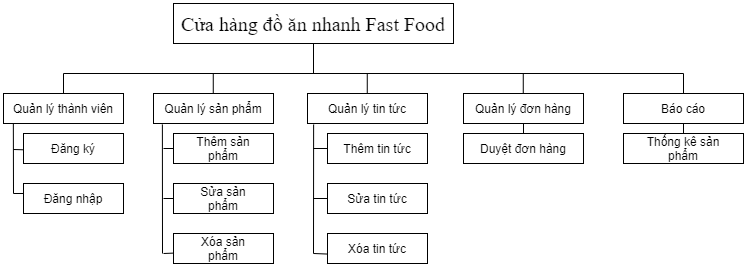 Cửa hàng đồ ăn nhanh Fast Food
Quản lý thành viên
Quản lý sản phẩm
Quản lý tin tức
Quản lý đơn hàng
Báo cáo
Đăng ký
Thêm sản
phẩm
Thêm tin tức
Duyệt đơn hàng
Thống kê sản
phẩm
Đăng nhập
Sửa sản
phẩm
Sửa tin tức
Xóa sản
phẩm
Xóa tin tức